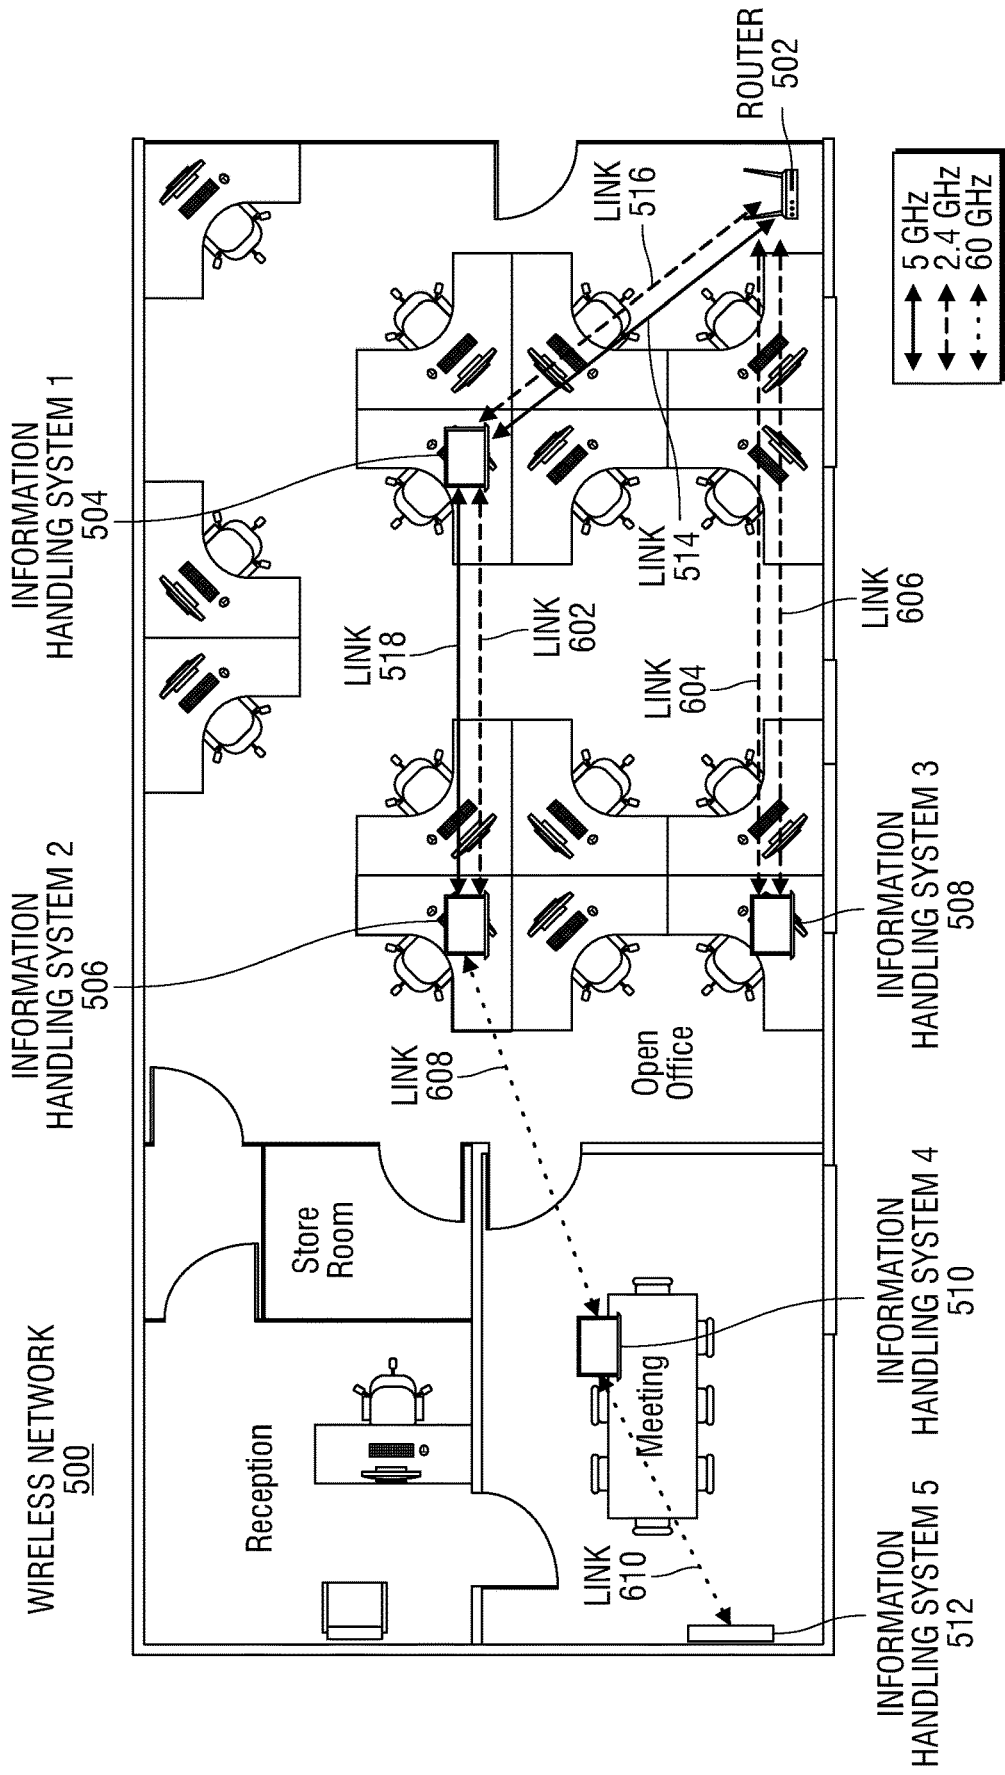 WIRELESS NETWORK
500
INFORMATION
HANDLING SYSTEM 2
506
INFORMATION
HANDLING SYSTEM 1
504
Reception
Store
Room
LINK
608
LINK
518
LINK
602
LINK
516
ROUTER
502
LINK
610
Meeting
Open
Office
LINK
604
LINK
514
LINK
606
INFORMATION
HANDLING SYSTEM 5
512
INFORMATION
HANDLING SYSTEM 4
510
INFORMATION
HANDLING SYSTEM 3
508
5 GHz
2.4 GHz
60 GHz